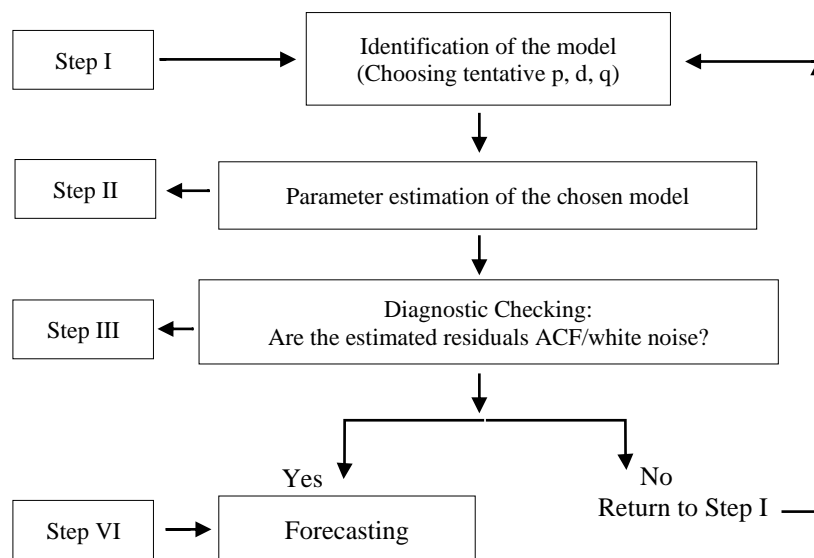 Step I
Identification of the model
(Choosing tentative p, d, q)
Step II
Parameter estimation of the chosen model
Step III
Diagnostic Checking:
Are the estimated residuals ACF/white noise?
Yes
No
Return to Step I
Step VI
Forecasting